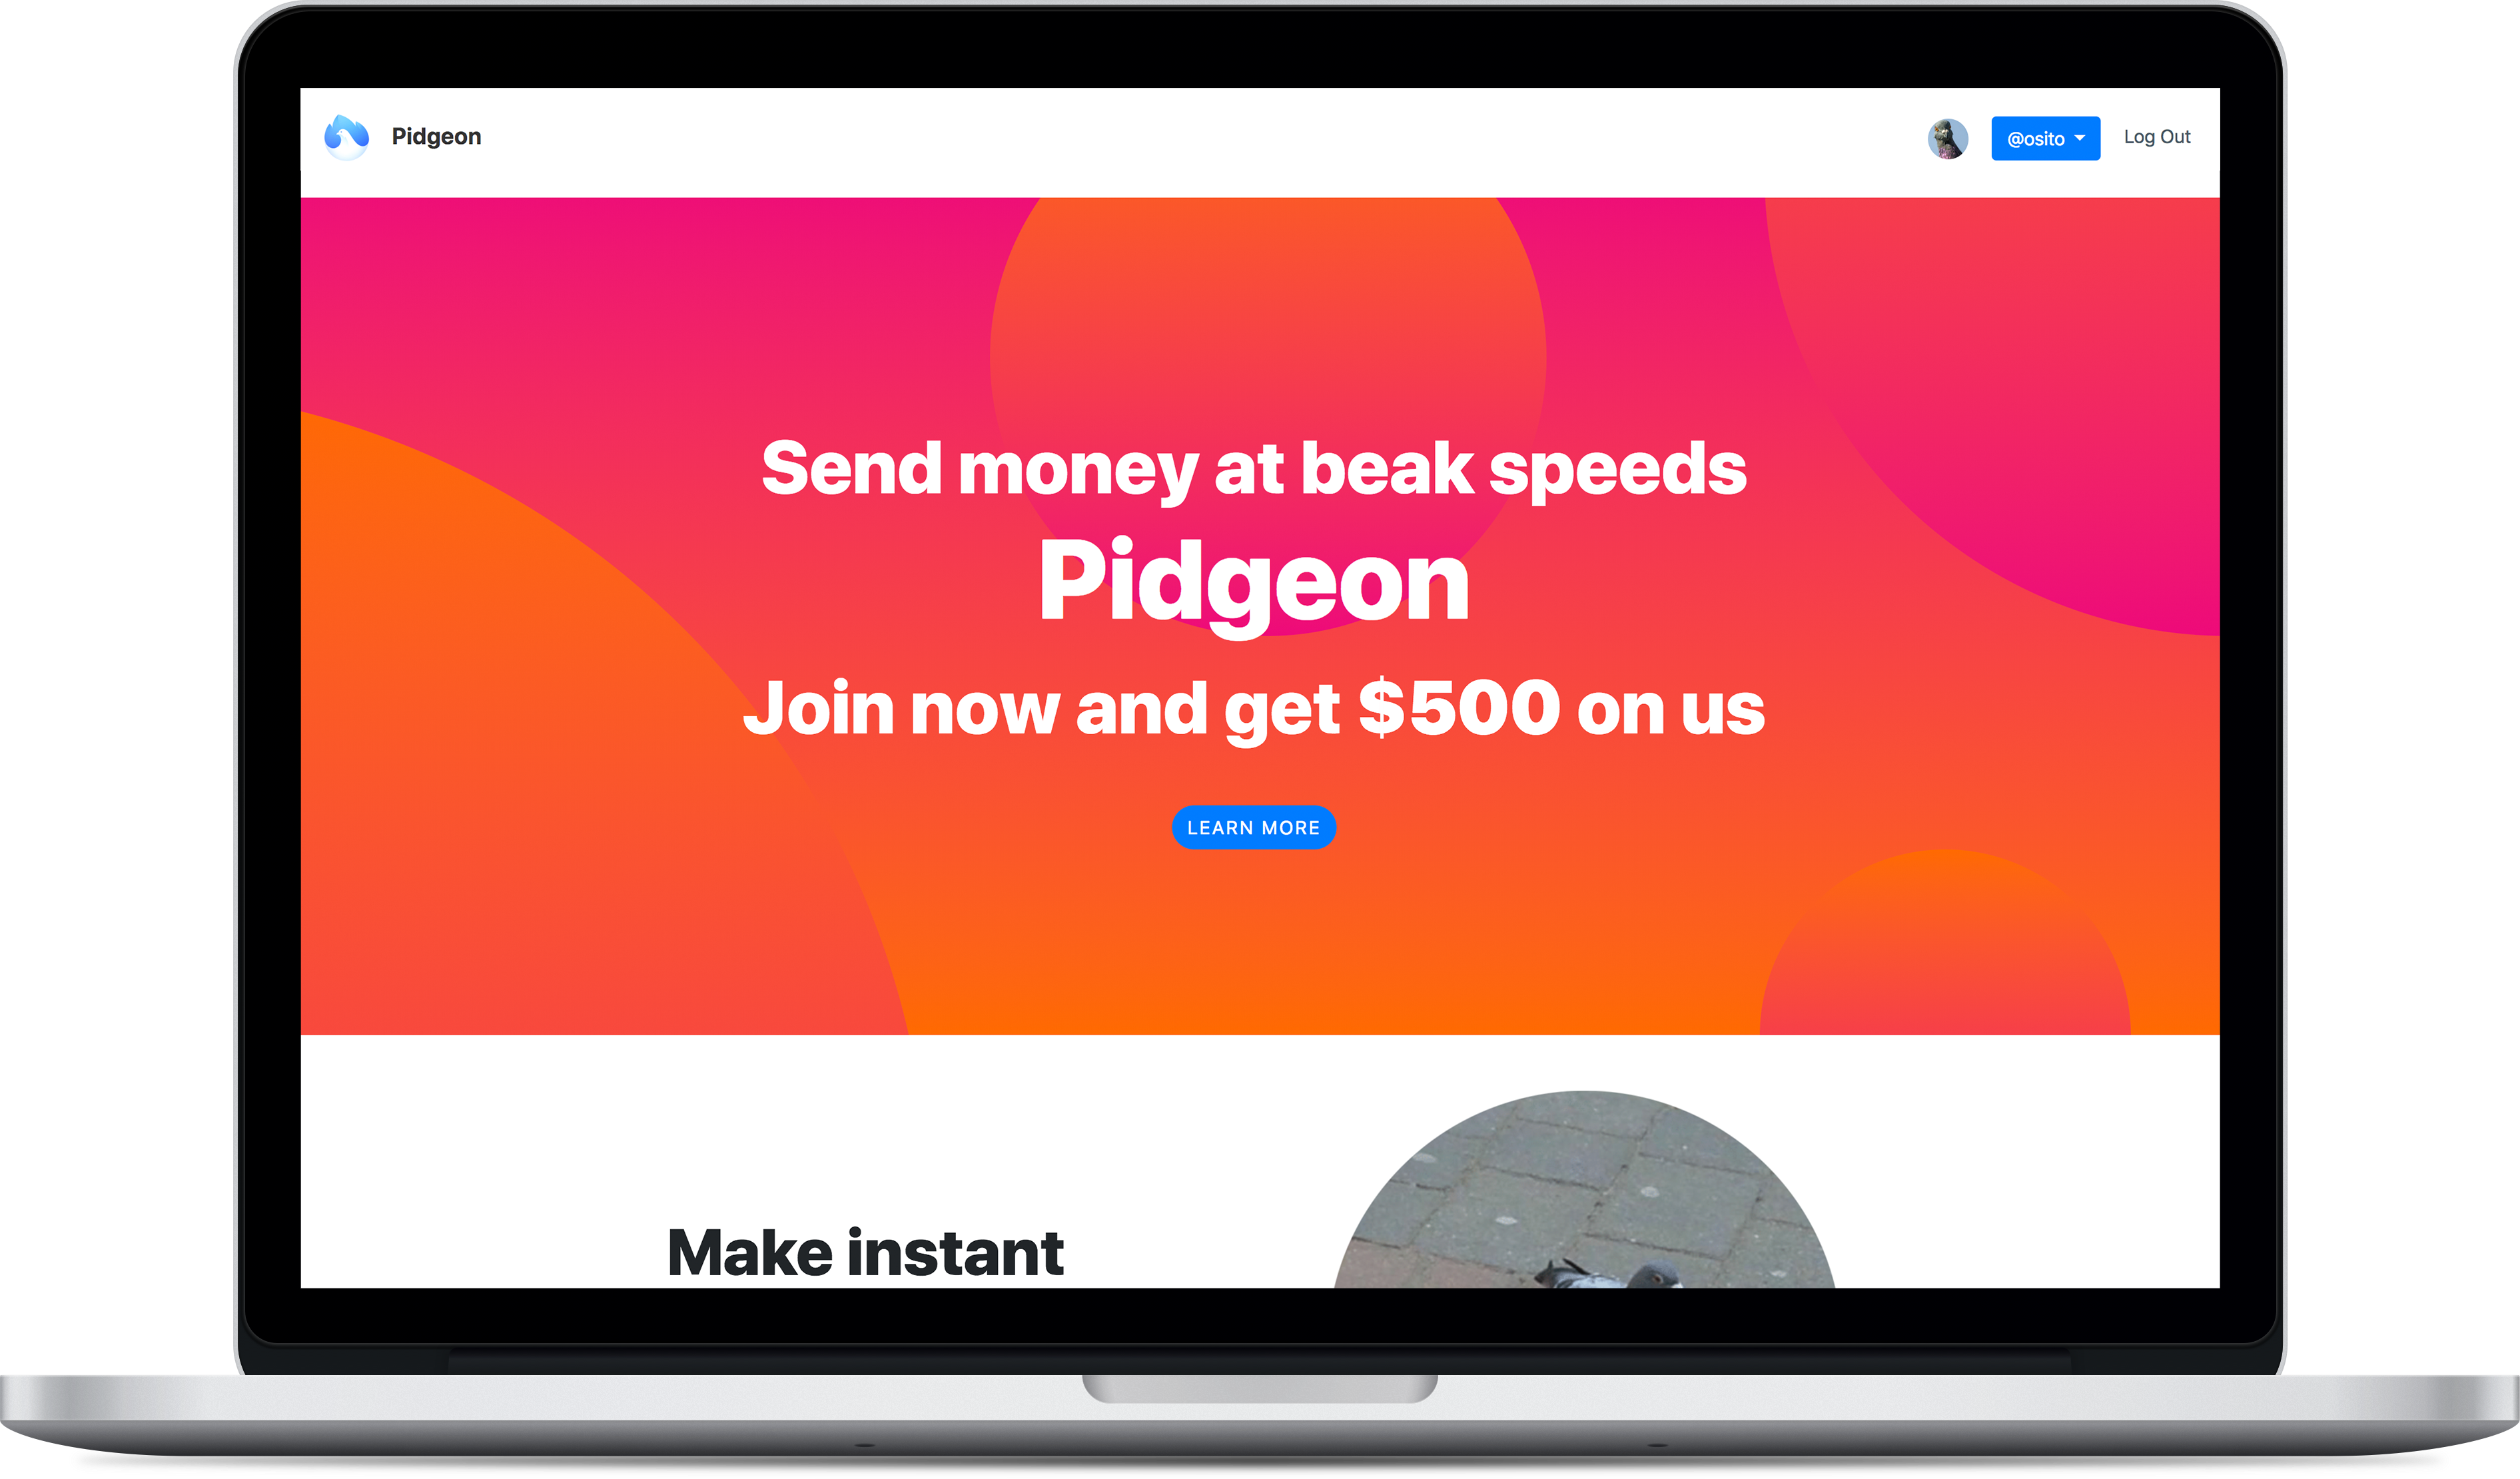 Pidgeon
@osito
Log Out
Send money at beak speeds
Pidgeon
Join now and get $500 on us
LEARN MORE
Make instant